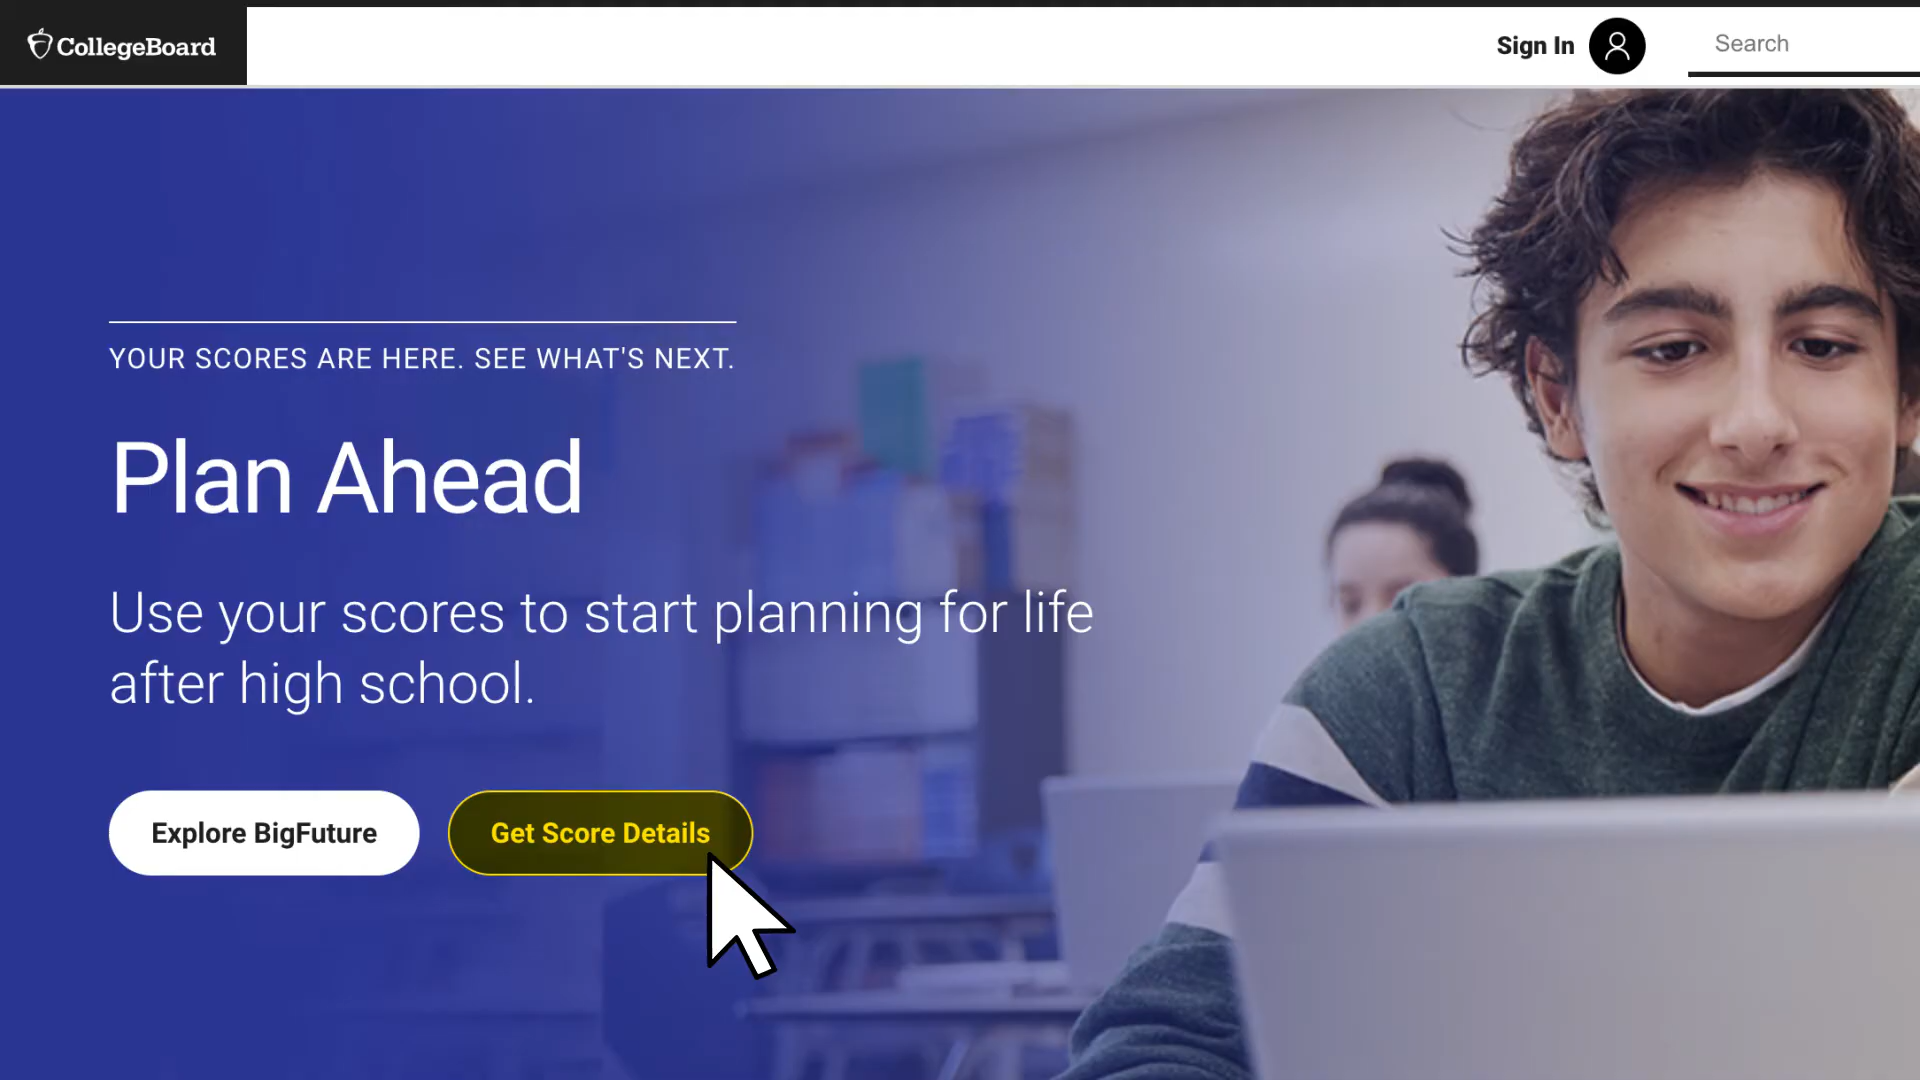 CollegeBoard
Sign In
Search
YOUR SCORES ARE HERE. SEE WHAT'S NEXT.
Plan Ahead
Use your scores to start planning for life
after high school.
Explore BigFuture
Get Score Details